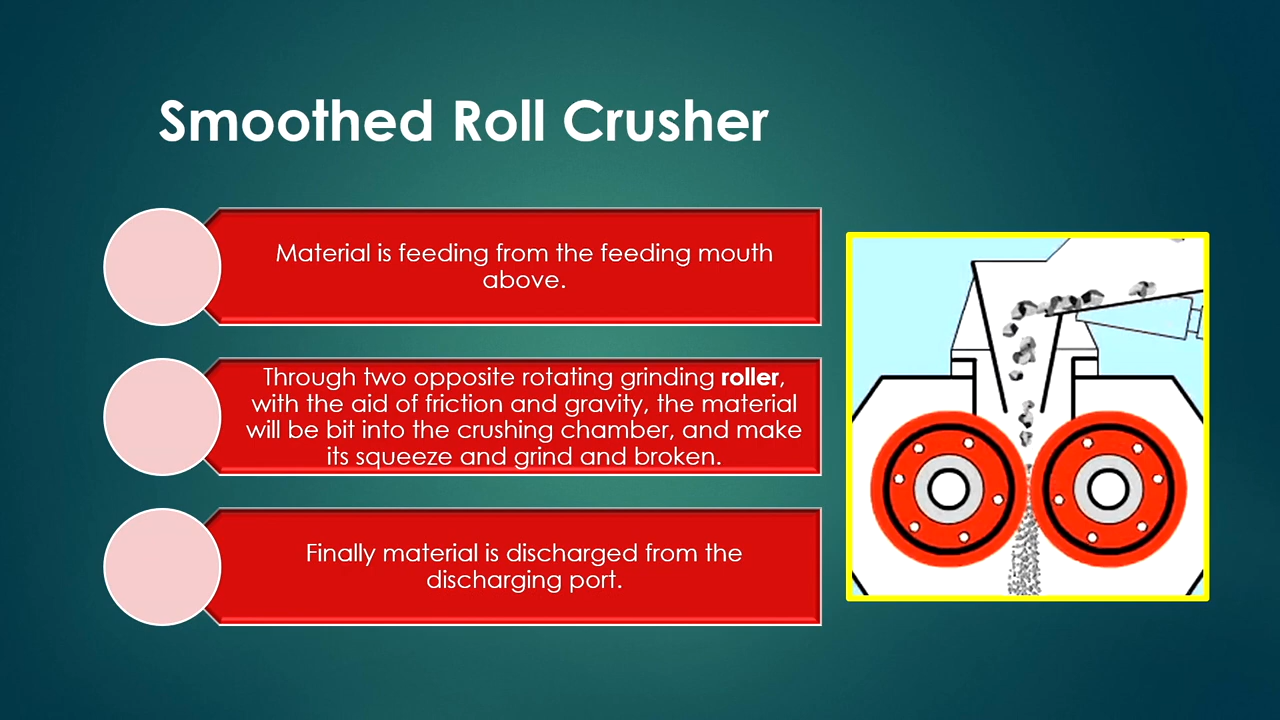 Smoothed Roll Crusher
Material is feeding from the feeding mouth
above.
Through two opposite rotating grinding roller,
with the aid of friction and gravity, the material
will be bit into the crushing chamber, and make
its squeeze and grind and broken.
Finally material is discharged from the
discharging port.